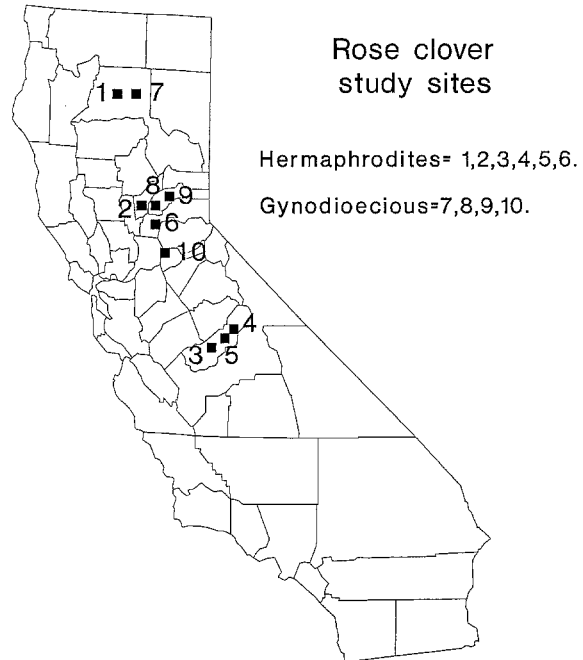 Rose clover
study sites
1 7
Hermaphrodites= 1,2,3,4,5,6.
8
9
2
Gynodioecious=7,8,9,10.
6
10
4
3 5